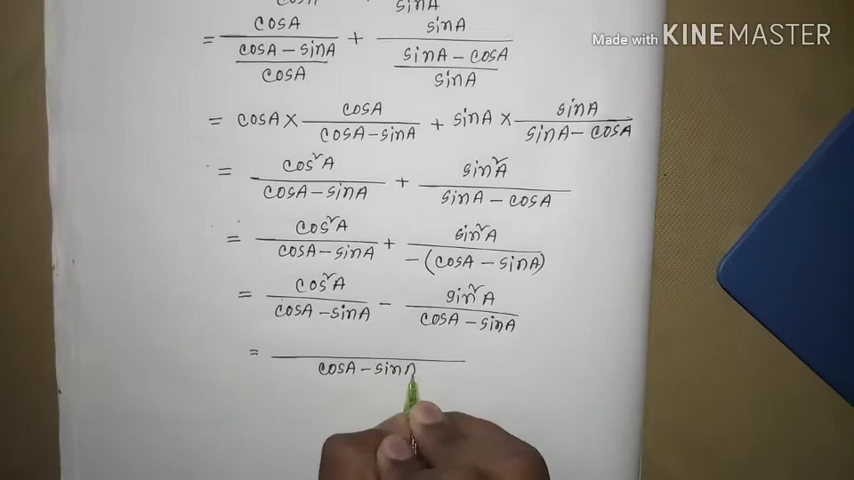 cosA + sinA
= cosA / ((cosA - sinA) / cosA) + sinA / ((sinA - cosA) / sinA)
Made with KINEMASTER
= cosA × cosA / (cosA - sinA) + sinA × sinA / (sinA - cosA)
= cos²A / (cosA - sinA) + sin²A / (sinA - cosA)
= cos²A / (cosA - sinA) + sin²A / -(cosA - sinA)
= cos²A / (cosA - sinA) - sin²A / (cosA - sinA)
= / cosA - sinA